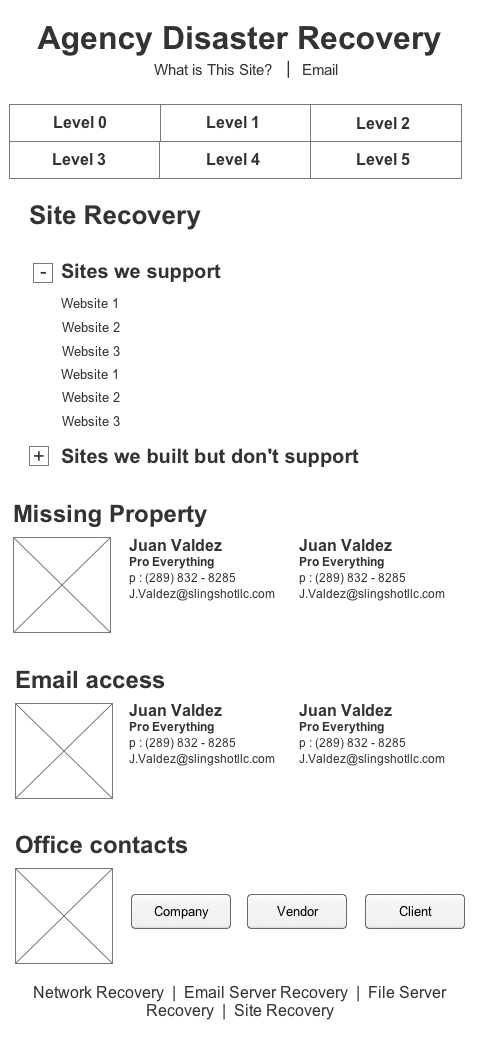 Agency Disaster Recovery
What is This Site? | Email
Level 0 Level 1 Level 2
Level 3 Level 4 Level 5
Site Recovery
- Sites we support
Website 1
Website 2
Website 3
Website 1
Website 2
Website 3
+ Sites we built but don't support
Missing Property
Juan Valdez Juan Valdez
Pro Everything Pro Everything
p : (289) 832 - 8285 p : (289) 832 - 8285
J.Valdez@slingshotllc.com J.Valdez@slingshotllc.com
Email access
Juan Valdez Juan Valdez
Pro Everything Pro Everything
p : (289) 832 - 8285 p : (289) 832 - 8285
J.Valdez@slingshotllc.com J.Valdez@slingshotllc.com
Office contacts
Company Vendor Client
Network Recovery | Email Server Recovery | File Server
Recovery | Site Recovery